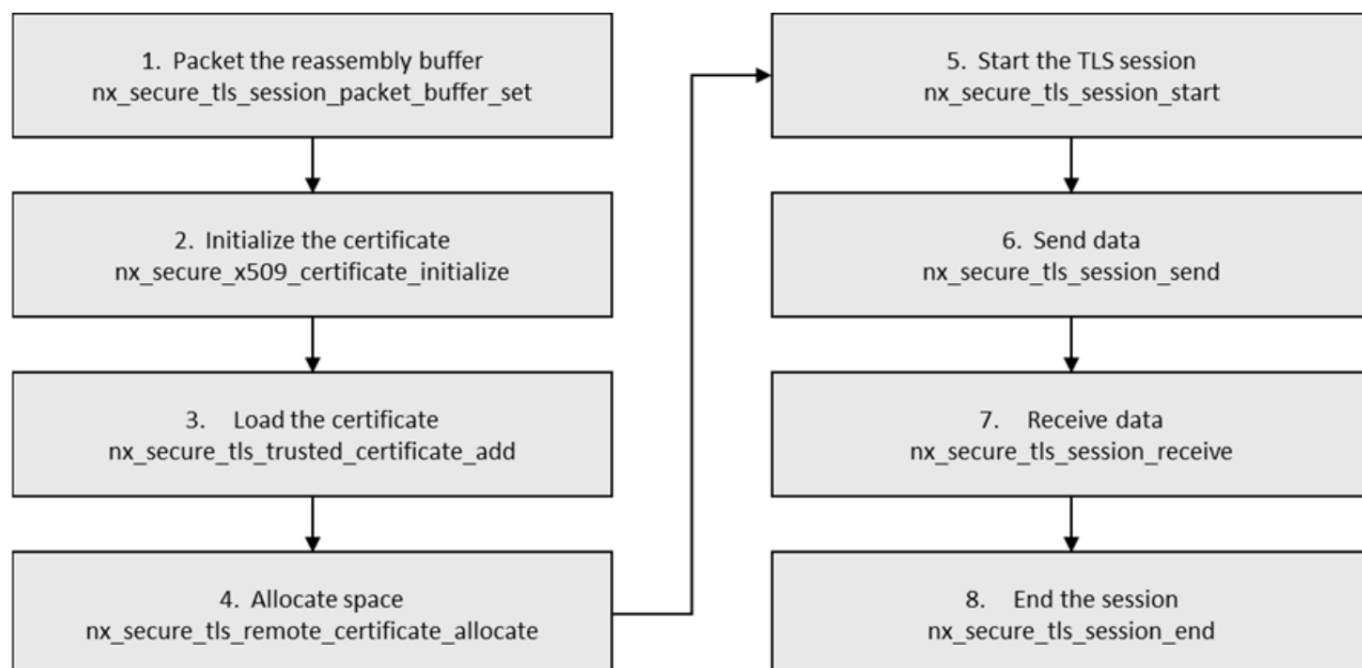 1. Packet the reassembly buffer
nx_secure_tls_session_packet_buffer_set
2. Initialize the certificate
nx_secure_x509_certificate_initialize
3. Load the certificate
nx_secure_tls_trusted_certificate_add
4. Allocate space
nx_secure_tls_remote_certificate_allocate
5. Start the TLS session
nx_secure_tls_session_start
6. Send data
nx_secure_tls_session_send
7. Receive data
nx_secure_tls_session_receive
8. End the session
nx_secure_tls_session_end